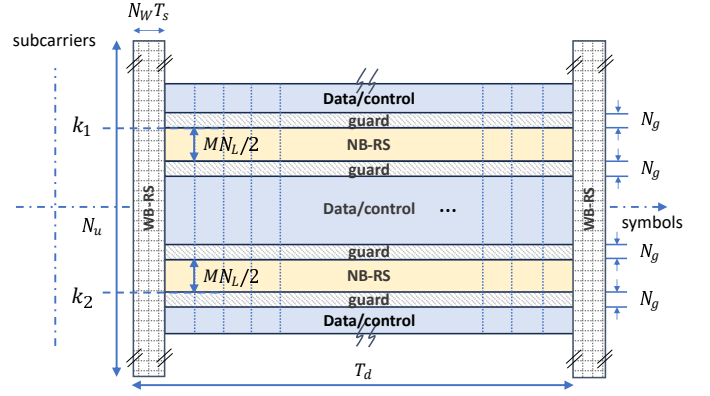 N_W T_s
subcarriers
Data/control
guard
N_g
k_1
MN_L/2
NB-RS
guard
N_g
WB-RS
Data/control ...
WB-RS
symbols
N_u
guard
N_g
MN_L/2
NB-RS
k_2
guard
N_g
Data/control
T_d